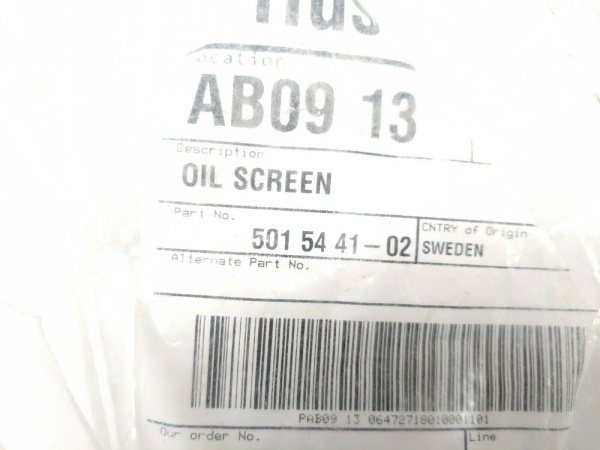 Location
AB09 13
Description
OIL SCREEN
Part No.
501 54 41-02
CNTRY of Origin
SWEDEN
Alternate Part No.
PAB09 13 06472718010001101
Our order No.
Line